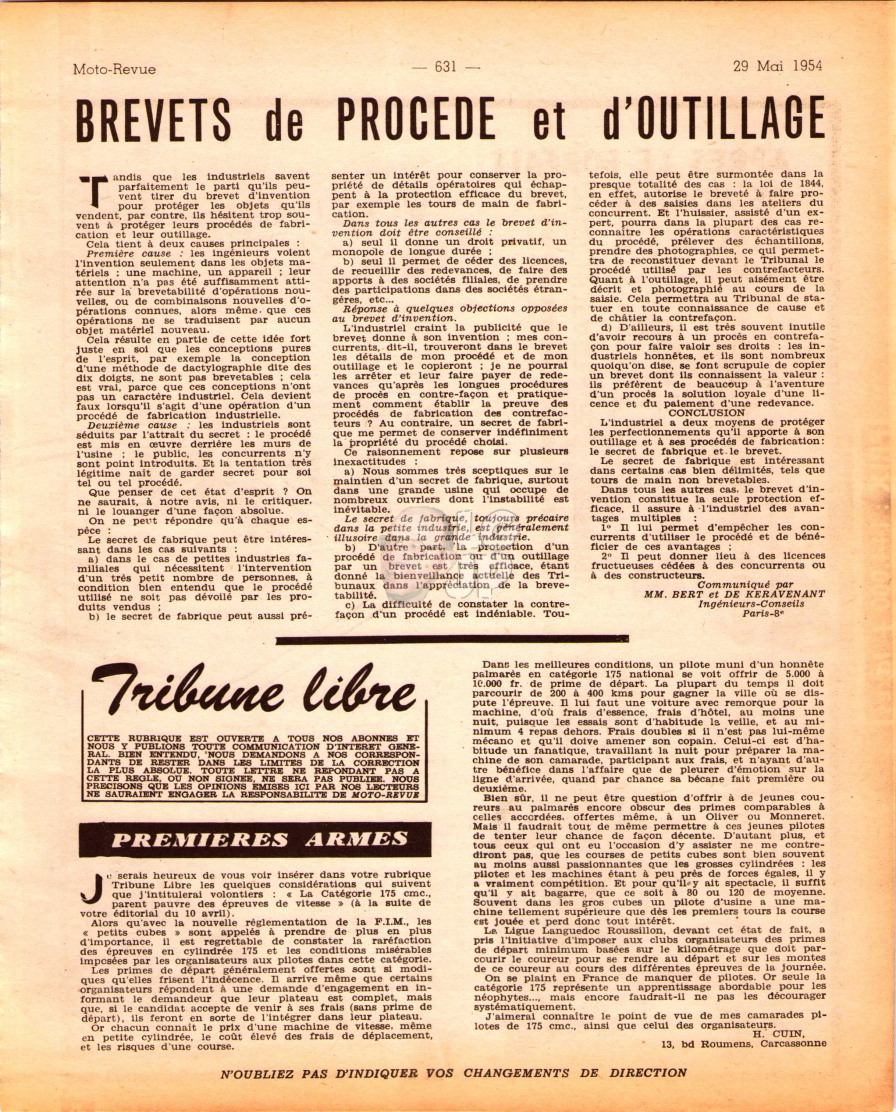 Moto-Revue
— 631 —
29 Mai 1954
BREVETS de PROCEDE et d'OUTILLAGE
Tandis que les industriels savent
parfaitement le parti qu'ils peu-
vent tirer du brevet d'invention
pour protéger les objets qu'ils
vendent, par contre, ils hésitent trop sou-
vent à protéger leurs procédés de fabri-
cation et leur outillage.
Cela tient à deux causes principales :
Première cause : les ingénieurs voient
l'invention seulement dans les objets ma-
tériels : une machine, un appareil ; leur
attention n'a pas été suffisamment atti-
rée sur la brevetabilité d'opérations nou-
velles, ou de combinaisons nouvelles d'o-
pérations connues, alors même que ces
opérations ne se traduisent par aucun
objet matériel nouveau.
Cela résulte en partie de cette idée fort
juste en soi que les conceptions pures
de l'esprit, par exemple la conception
d'une méthode de dactylographie dite des
dix doigts, ne sont pas brevetables ; cela
est vrai, parce que ces conceptions n'ont
pas un caractère industriel. Cela devient
faux lorsqu'il s'agit d'une opération d'un
procédé de fabrication industrielle.
Deuxième cause : les industriels sont
séduits par l'attrait du secret : le procédé
est mis en œuvre derrière les murs de
l'usine ; le public, les concurrents n'y
sont point introduits. Et la tentation très
légitime naît de garder secret pour soi
tel ou tel procédé.
Que penser de cet état d'esprit ? On
ne saurait, à notre avis, ni le critiquer,
ni le louanger d'une façon absolue.
On ne peut répondre qu'à chaque es-
pèce :
Le secret de fabrique peut être intéres-
sant dans les cas suivants :
a) dans le cas de petites industries fa-
miliales qui nécessitent l'intervention
d'un très petit nombre de personnes, à
condition bien entendu que le procédé
utilisé ne soit pas dévoilé par les pro-
duits vendus ;
b) le secret de fabrique peut aussi pré-
senter un intérêt pour conserver la pro-
priété de détails opératoires qui échap-
pent à la protection efficace du brevet,
par exemple les tours de main de fabri-
cation.
Dans tous les autres cas le brevet d'in-
vention doit être conseillé :
a) seul il donne un droit privatif, un
monopole de longue durée ;
b) seul il permet de céder des licences,
de recueillir des redevances, de faire des
apports à des sociétés filiales, de prendre
des participations dans des sociétés étran-
gères, etc...
Réponse à quelques objections opposées
au brevet d'invention.
L'industriel craint la publicité que le
brevet donne à son invention ; mes con-
currents, dit-il, trouveront dans le brevet
les détails de mon procédé et de mon
outillage et le copieront ; je ne pourrai
les arrêter et leur faire payer de rede-
vances qu'après les longues procédures
de procès en contre-façon et pratique-
ment comment établir la preuve des
procédés de fabrication des contrefac-
teurs ? Au contraire, un secret de fabri-
que me permet de conserver indéfiniment
la propriété du procédé choisi.
Ce raisonnement repose sur plusieurs
inexactitudes :
a) Nous sommes très sceptiques sur le
maintien d'un secret de fabrique, surtout
dans une grande usine qui occupe de
nombreux ouvriers dont l'instabilité est
inévitable.
Le secret de fabrique, toujours précaire
dans la petite industrie, est généralement
illusoire dans la grande industrie.
b) D'autre part, la protection d'un
procédé de fabrication ou d'un outillage
par un brevet est très efficace, étant
donné la bienveillance actuelle des Tri-
bunaux dans l'appréciation de la breve-
tabilité.
c) La difficulté de constater la contre-
façon d'un procédé est indéniable. Tou-
tefois, elle peut être surmontée dans la
presque totalité des cas : la loi de 1844,
en effet, autorise le breveté à faire pro-
céder à des saisies dans les ateliers du
concurrent. Et l'huissier, assisté d'un ex-
pert, pourra dans la plupart des cas re-
connaître les opérations caractéristiques
du procédé, prélever des échantillons,
prendre des photographies, ce qui permet-
tra de reconstituer devant le Tribunal le
procédé utilisé par les contrefacteurs.
Quant à l'outillage, il peut aisément être
décrit et photographié au cours de la
saisie. Cela permettra au Tribunal de sta-
tuer en toute connaissance de cause et
de châtier la contrefaçon.
d) D'ailleurs, il est très souvent inutile
d'avoir recours à un procès en contrefa-
çon pour faire valoir ses droits : les in-
dustriels honnêtes, et ils sont nombreux
quoiqu'on dise, se font scrupule de copier
un brevet dont ils connaissent la valeur ;
ils préfèrent de beaucoup à l'aventure
d'un procès la solution loyale d'une li-
cence et du paiement d'une redevance.
CONCLUSION
L'industriel a deux moyens de protéger
les perfectionnements qu'il apporte à son
outillage et à ses procédés de fabrication :
le secret de fabrique et le brevet.
Le secret de fabrique est intéressant
dans certains cas bien délimités, tels que
tours de main non brevetables.
Dans tous les autres cas, le brevet d'in-
vention constitue la seule protection ef-
ficace, il assure à l'industriel des avan-
tages multiples :
1° Il lui permet d'empêcher les con-
currents d'utiliser le procédé et de béné-
ficier de ces avantages ;
2° Il peut donner lieu à des licences
fructueuses cédées à des concurrents ou
à des constructeurs.
Communiqué par
MM. BERT et DE KERAVENANT
Ingénieurs-Conseils
Paris-8e
Tribune libre
CETTE RUBRIQUE EST OUVERTE A TOUS NOS ABONNES ET
NOUS Y PUBLIONS TOUTE COMMUNICATION D'INTERET GENE-
RAL. BIEN ENTENDU, NOUS DEMANDONS A NOS CORRESPON-
DANTS DE RESTER DANS LES LIMITES DE LA CORRECTION
LA PLUS ABSOLUE. TOUTE LETTRE NE REPONDANT PAS A
CETTE REGLE, OU NON SIGNEE, NE SERA PAS PUBLIEE. NOUS
PRECISONS QUE LES OPINIONS EMISES ICI PAR NOS LECTEURS
NE SAURAIENT ENGAGER LA RESPONSABILITE DE MOTO-REVUE
PREMIERES ARMES
Je serais heureux de vous voir insérer dans votre rubrique
Tribune Libre les quelques considérations qui suivent
que j'intitulerai volontiers : « La Catégorie 175 cmc.,
parent pauvre des épreuves de vitesse » (à la suite de
votre éditorial du 10 avril).
Alors qu'avec la nouvelle réglementation de la F.I.M., les
« petits cubes » sont appelés à prendre de plus en plus
d'importance, il est regrettable de constater la raréfaction
des épreuves en cylindrée 175 et les conditions misérables
imposées par les organisateurs aux pilotes dans cette catégorie.
Les primes de départ généralement offertes sont si modi-
ques qu'elles frisent l'indécence. Il arrive même que certains
organisateurs répondent à une demande d'engagement en in-
formant le demandeur que leur plateau est complet, mais
que, si le candidat accepte de venir à ses frais (sans prime de
départ), ils feront en sorte de l'intégrer dans leur plateau.
Or chacun connaît le prix d'une machine de vitesse, même
en petite cylindrée, le coût élevé des frais de déplacement,
et les risques d'une course.
Dans les meilleures conditions, un pilote muni d'un honnête
palmarès en catégorie 175 national se voit offrir de 5.000 à
10.000 fr. de prime de départ. La plupart du temps il doit
parcourir de 200 à 400 kms pour gagner la ville où se dis-
pute l'épreuve. Il lui faut une voiture avec remorque pour la
machine, d'où frais d'essence, frais d'hôtel, au moins une
nuit, puisque les essais sont d'habitude la veille, et au mi-
nimum 4 repas dehors. Frais doubles si il n'est pas lui-même
mécano et qu'il doive amener son copain. Celui-ci est d'ha-
bitude un fanatique, travaillant la nuit pour préparer la ma-
chine de son camarade, participant aux frais, et n'ayant d'au-
tre bénéfice dans l'affaire que de pleurer d'émotion sur la
ligne d'arrivée, quand par chance sa bécane fait première ou
deuxième.
Bien sûr, il ne peut être question d'offrir à de jeunes cou-
reurs au palmarès encore obscur des primes comparables à
celles accordées, offertes même, à un Oliver ou Monneret.
Mais il faudrait tout de même permettre à ces jeunes pilotes
de tenter leur chance de façon décente. D'autant plus, et
tous ceux qui ont eu l'occasion d'y assister ne me contre-
diront pas, que les courses de petits cubes sont bien souvent
au moins aussi passionnantes que les grosses cylindrées : les
pilotes et les machines étant à peu près de forces égales, il y
a vraiment compétition. Et pour qu'il y ait spectacle, il suffit
qu'il y ait bagarre, que ce soit à 80 ou 120 de moyenne.
Souvent dans les gros cubes un pilote d'usine a une ma-
chine tellement supérieure que dès les premiers tours la course
est jouée et perd donc tout intérêt.
La Ligue Languedoc Roussillon, devant cet état de fait, a
pris l'initiative d'imposer aux clubs organisateurs des primes
de départ minimum basées sur le kilométrage que doit par-
courir le coureur pour se rendre au départ et sur les montes
de ce coureur au cours des différentes épreuves de la journée.
On se plaint en France de manquer de pilotes. Or seule la
catégorie 175 représente un apprentissage abordable pour les
néophytes..., mais encore faudrait-il ne pas les décourager
systématiquement.
J'aimerai connaître le point de vue de mes camarades pi-
lotes de 175 cmc., ainsi que celui des organisateurs.
H. CUIN,
13, bd Roumens, Carcassonne
N'OUBLIEZ PAS D'INDIQUER VOS CHANGEMENTS DE DIRECTION